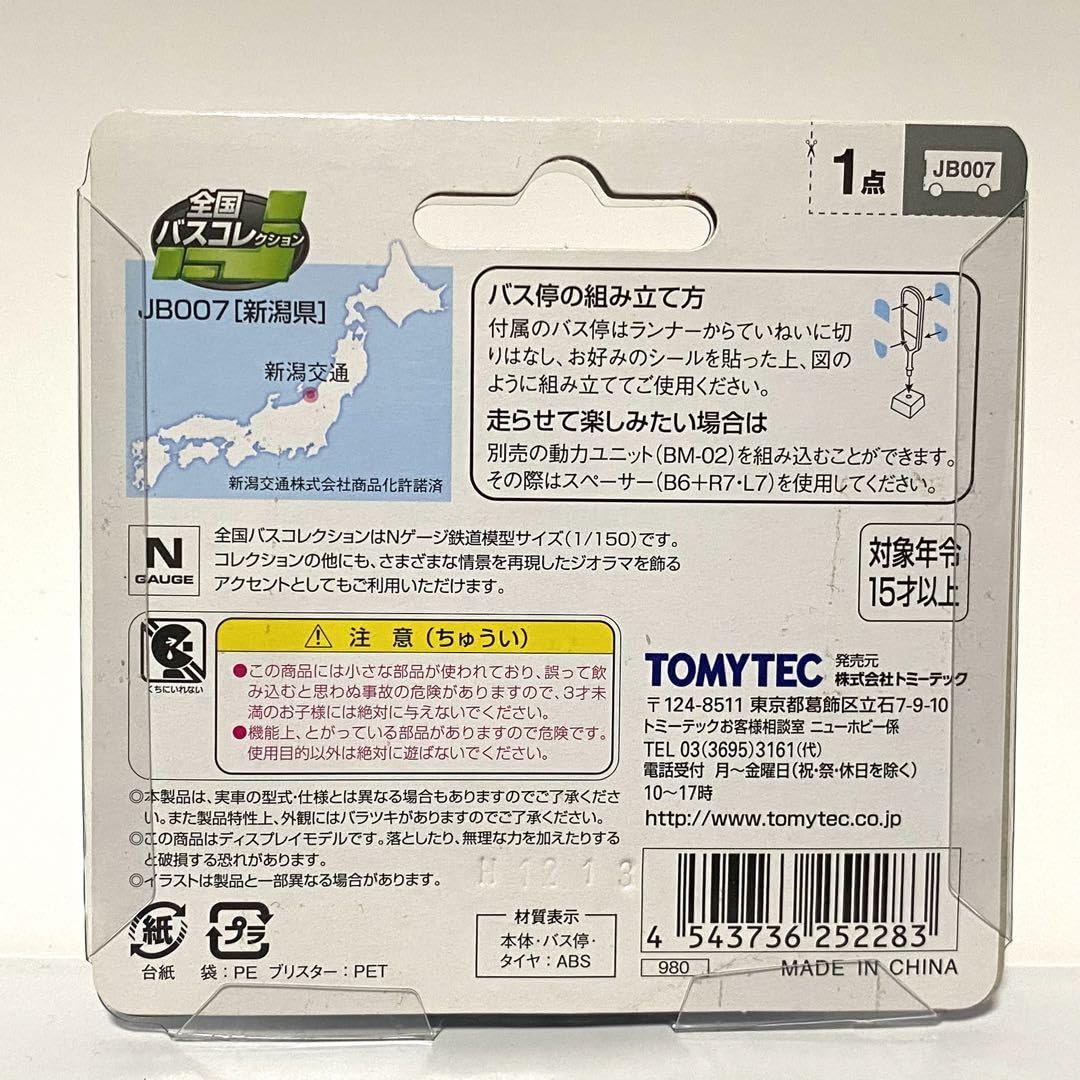 全国
バスコレクション
1点
JB007
JB007[新潟県]
新潟交通
新潟交通株式会社商品化許諾済
バス停の組み立て方
付属のバス停はランナーからていねいに切
りはなし、お好みのシールを貼った上、図の
ように組み立ててご使用ください。
走らせて楽しみたい場合は
別売の動力ユニット(BM-02)を組み込むことができます。
その際はスペーサー(B6+R7・L7)を使用してください。
N
GAUGE
全国バスコレクションはNゲージ鉄道模型サイズ(1/150)です。
コレクションの他にも、さまざまな情景を再現したジオラマを飾る
アクセントとしてもご利用いただけます。
対象年令
15才以上
くちにいれない
⚠ 注意(ちゅうい)
●この商品には小さな部品が使われており、誤って飲
み込むと思わぬ事故の危険がありますので、3才未
満のお子様には絶対に与えないでください。
●機能上、とがっている部品がありますので危険です。
使用目的以外は絶対に遊ばないでください。
TOMYTEC
発売元
株式会社トミーテック
〒124-8511 東京都葛飾区立石7-9-10
トミーテックお客様相談室 ニューホビー係
TEL 03(3695)3161(代)
電話受付 月〜金曜日(祝・祭・休日を除く)
10〜17時
http://www.tomytec.co.jp
◎本製品は、実車の型式・仕様とは異なる場合もありますのでご了承くださ
い。また製品特性上、外観にはバラツキがありますのでご了承ください。
◎この商品はディスプレイモデルです。落としたり、無理な力を加えたりする
と破損する恐れがあります。
◎イラストは製品と一部異なる場合があります。
H1213
紙
台紙
プラ
袋:PE ブリスター:PET
材質表示
本体・バス停・
タイヤ:ABS
4 543736 252283
980
MADE IN CHINA